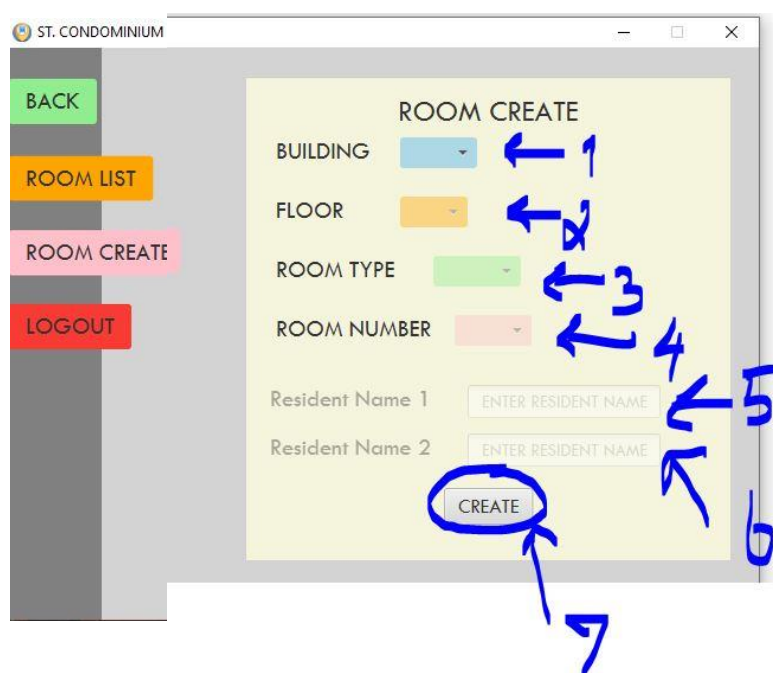 ST. CONDOMINIUM
BACK
ROOM LIST
ROOM CREATE
LOGOUT
ROOM CREATE
BUILDING
1
FLOOR
2
ROOM TYPE
3
ROOM NUMBER
4
Resident Name 1 ENTER RESIDENT NAME
5
Resident Name 2 ENTER RESIDENT NAME
6
CREATE
7